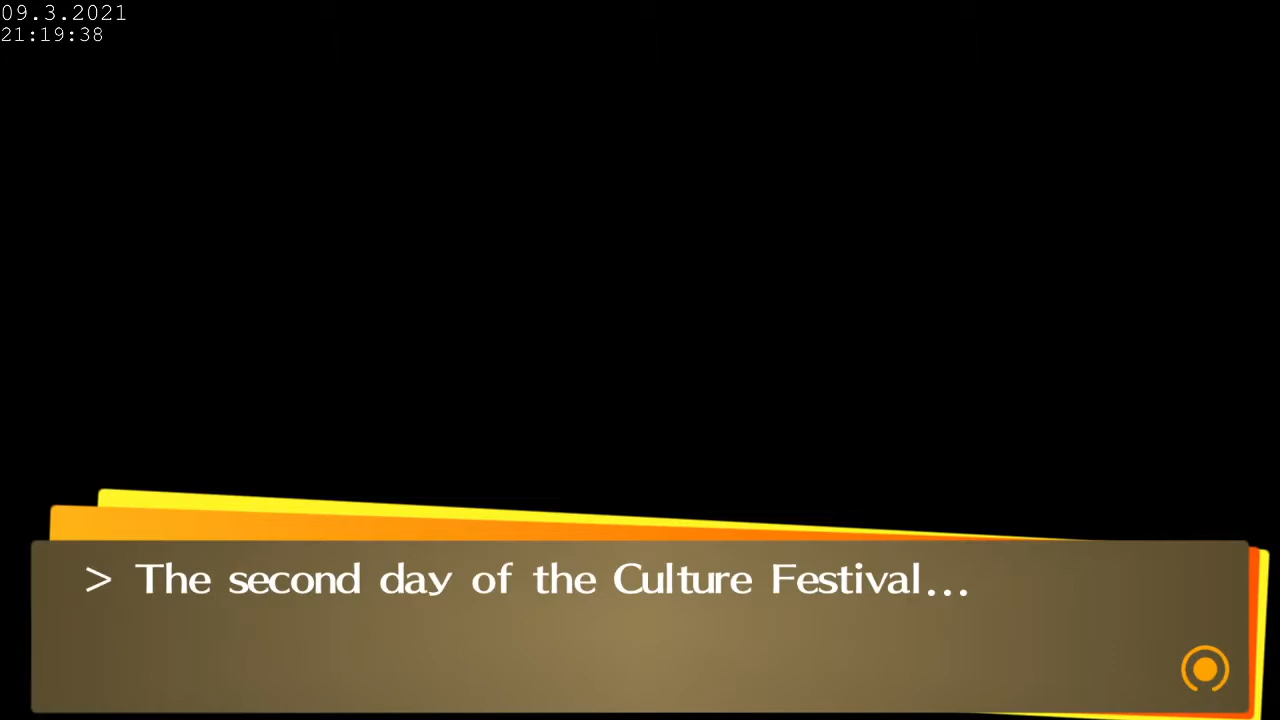 09.3.2021
21:19:38
> The second day of the Culture Festival...